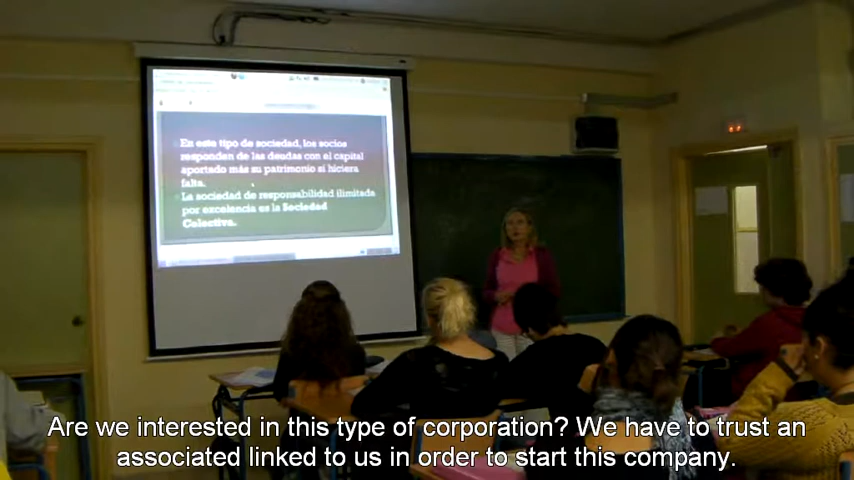 En este tipo de sociedad, los socios
responden de las deudas con el capital
aportado más su patrimonio si hiciera
falta.
La sociedad de responsabilidad ilimitada
por excelencia es la Sociedad
Colectiva.
Are we interested in this type of corporation? We have to trust an
associated linked to us in order to start this company.